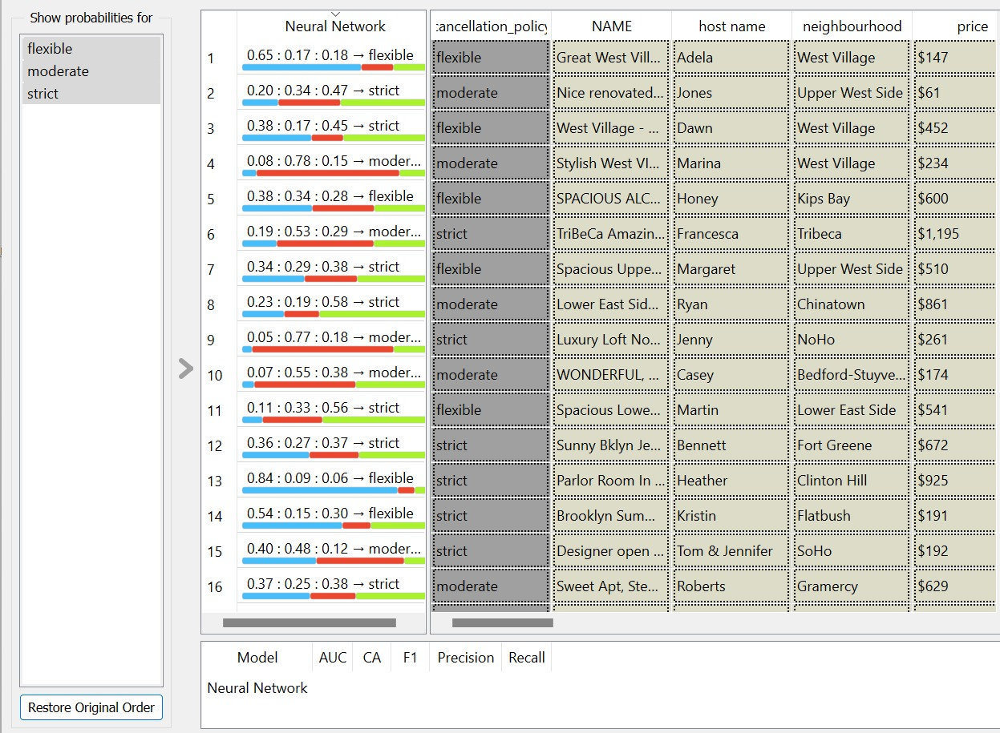 Show probabilities for
flexible
moderate
strict
Restore Original Order
Neural Network cancellation_policy NAME host name neighbourhood price
1 0.65 : 0.17 : 0.18 → flexible flexible Great West Vill... Adela West Village $147
2 0.20 : 0.34 : 0.47 → strict moderate Nice renovated... Jones Upper West Side $61
3 0.38 : 0.17 : 0.45 → strict flexible West Village - ... Dawn West Village $452
4 0.08 : 0.78 : 0.15 → moder... moderate Stylish West VI... Marina West Village $234
5 0.38 : 0.34 : 0.28 → flexible flexible SPACIOUS ALC... Honey Kips Bay $600
6 0.19 : 0.53 : 0.29 → moder... strict TriBeCa Amazin... Francesca Tribeca $1,195
7 0.34 : 0.29 : 0.38 → strict flexible Spacious Uppe... Margaret Upper West Side $510
8 0.23 : 0.19 : 0.58 → strict moderate Lower East Sid... Ryan Chinatown $861
9 0.05 : 0.77 : 0.18 → moder... strict Luxury Loft No... Jenny NoHo $261
10 0.07 : 0.55 : 0.38 → moder... moderate WONDERFUL, ... Casey Bedford-Stuyve... $174
11 0.11 : 0.33 : 0.56 → strict flexible Spacious Lowe... Martin Lower East Side $541
12 0.36 : 0.27 : 0.37 → strict strict Sunny Bklyn Je... Bennett Fort Greene $672
13 0.84 : 0.09 : 0.06 → flexible strict Parlor Room In ... Heather Clinton Hill $925
14 0.54 : 0.15 : 0.30 → flexible strict Brooklyn Sum... Kristin Flatbush $191
15 0.40 : 0.48 : 0.12 → moder... strict Designer open ... Tom & Jennifer SoHo $192
16 0.37 : 0.25 : 0.38 → strict moderate Sweet Apt, Ste... Roberts Gramercy $629
Model AUC CA F1 Precision Recall
Neural Network